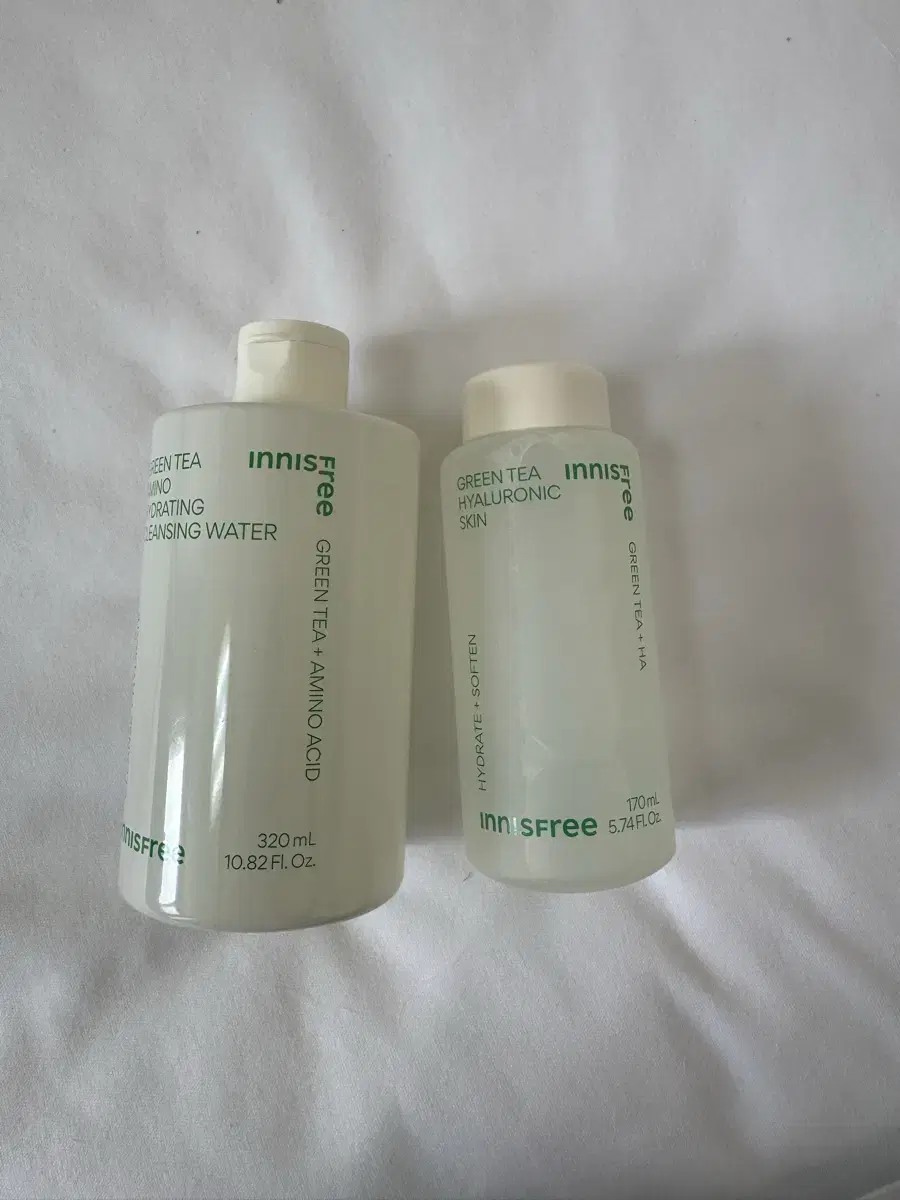 GREEN TEA
AMINO
HYDRATING
CLEANSING WATER
INNISFree
GREEN TEA + AMINO ACID
INNISFree
320 mL
10.82 Fl. Oz.
GREEN TEA
HYALURONIC
SKIN
INNISFree
GREEN TEA + HA
HYDRATE + SOFTEN
INNISFree
170 mL
5.74 Fl. Oz.